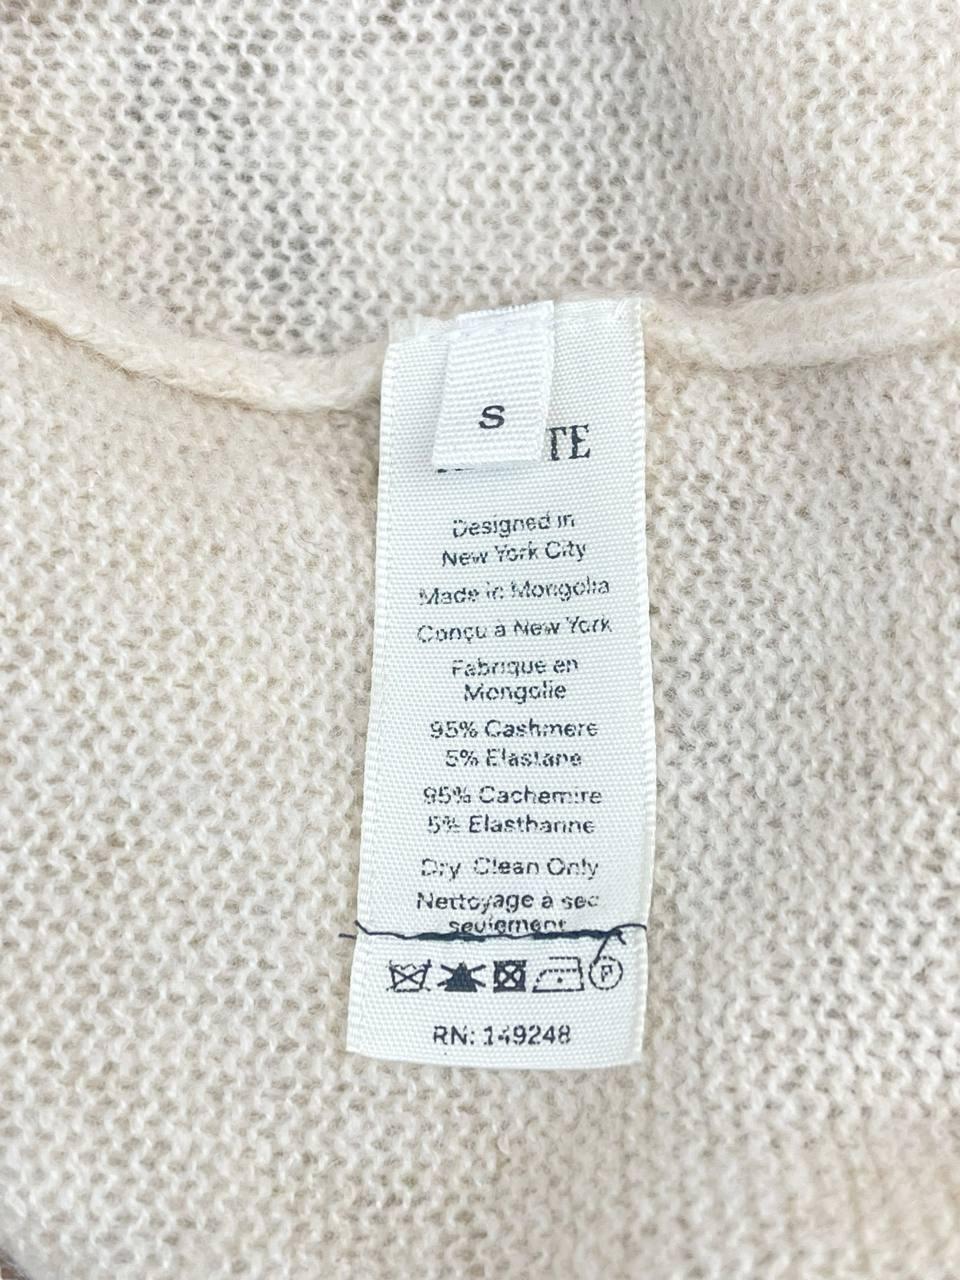 S
TE
Designed in
New York City
Made in Mongolia
Conçu a New York
Fabrique en
Mongolie
95% Cashmere
5% Elastane
95% Cachemire
5% Elasthanne
Dry Clean Only
Nettoyage à sec
seulement
P
RN: 149248